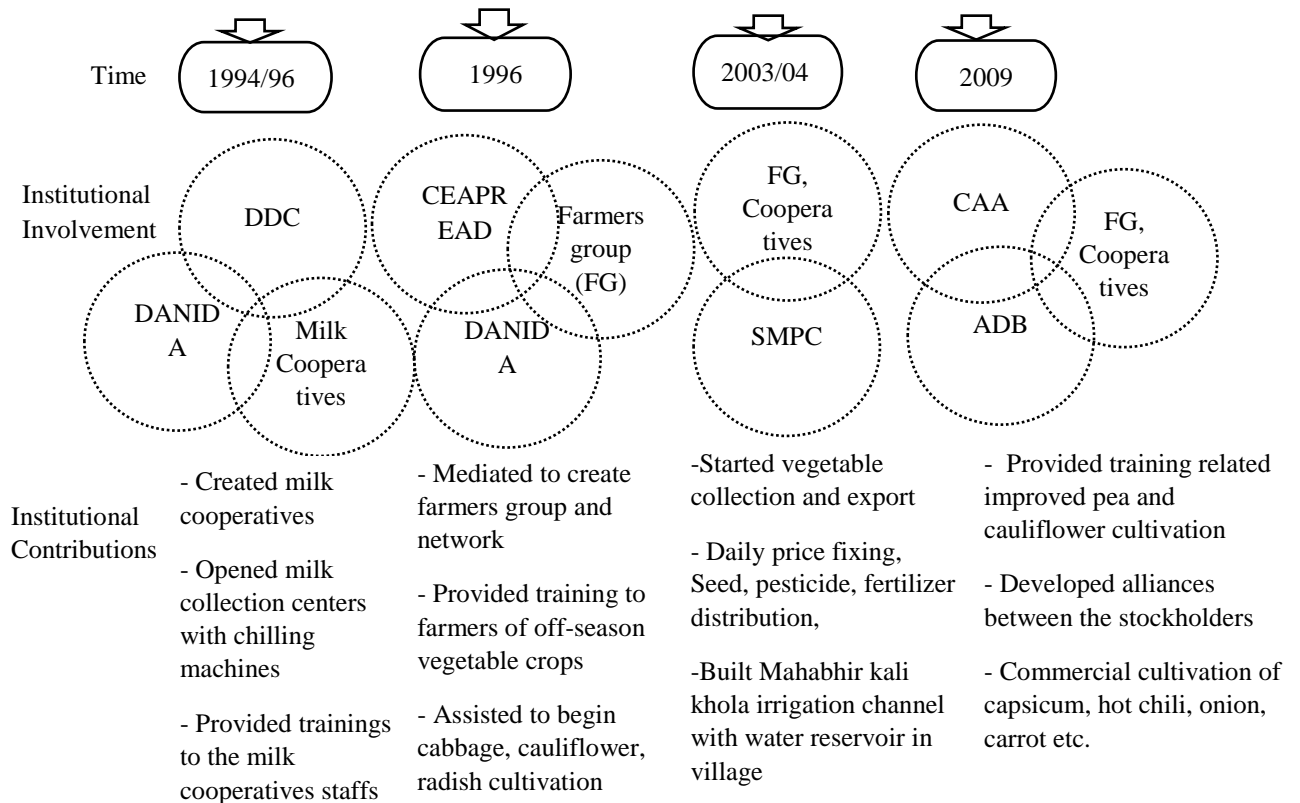 Time
1994/96
1996
2003/04
2009
Institutional
Involvement
DDC
DANID
A
Milk
Coopera
tives
CEAPR
EAD
Farmers
group
(FG)
DANID
A
FG,
Coopera
tives
SMPC
CAA
ADB
FG,
Coopera
tives
Institutional
Contributions
- Created milk
cooperatives
- Opened milk
collection centers
with chilling
machines
- Provided trainings
to the milk
cooperatives staffs
- Mediated to create
farmers group and
network
- Provided training to
farmers of off-season
vegetable crops
- Assisted to begin
cabbage, cauliflower,
radish cultivation
-Started vegetable
collection and export
- Daily price fixing,
Seed, pesticide, fertilizer
distribution,
-Built Mahabhir kali
khola irrigation channel
with water reservoir in
village
- Provided training related
improved pea and
cauliflower cultivation
- Developed alliances
between the stockholders
- Commercial cultivation of
capsicum, hot chili, onion,
carrot etc.